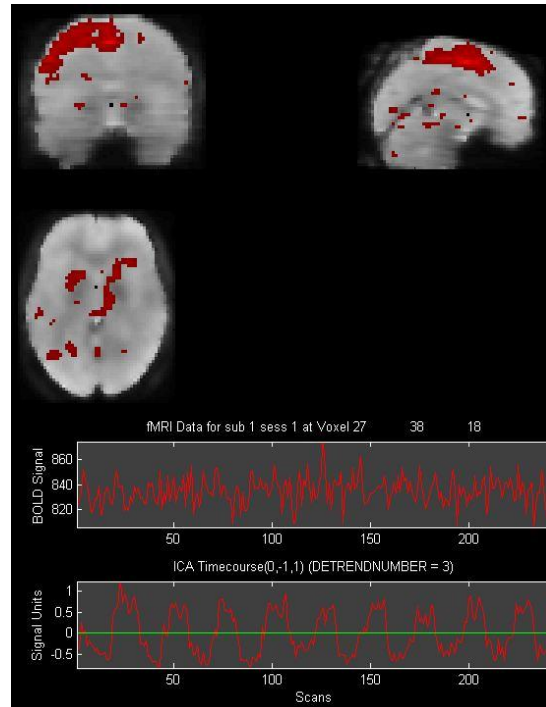 fMRI Data for sub 1 sess 1 at Voxel 27 38 18
BOLD Signal
860
840
820
50 100 150 200
ICA Timecourse(0,-1,1) (DETRENDNUMBER = 3)
Signal Units
1
0.5
0
-0.5
50 100 150 200
Scans